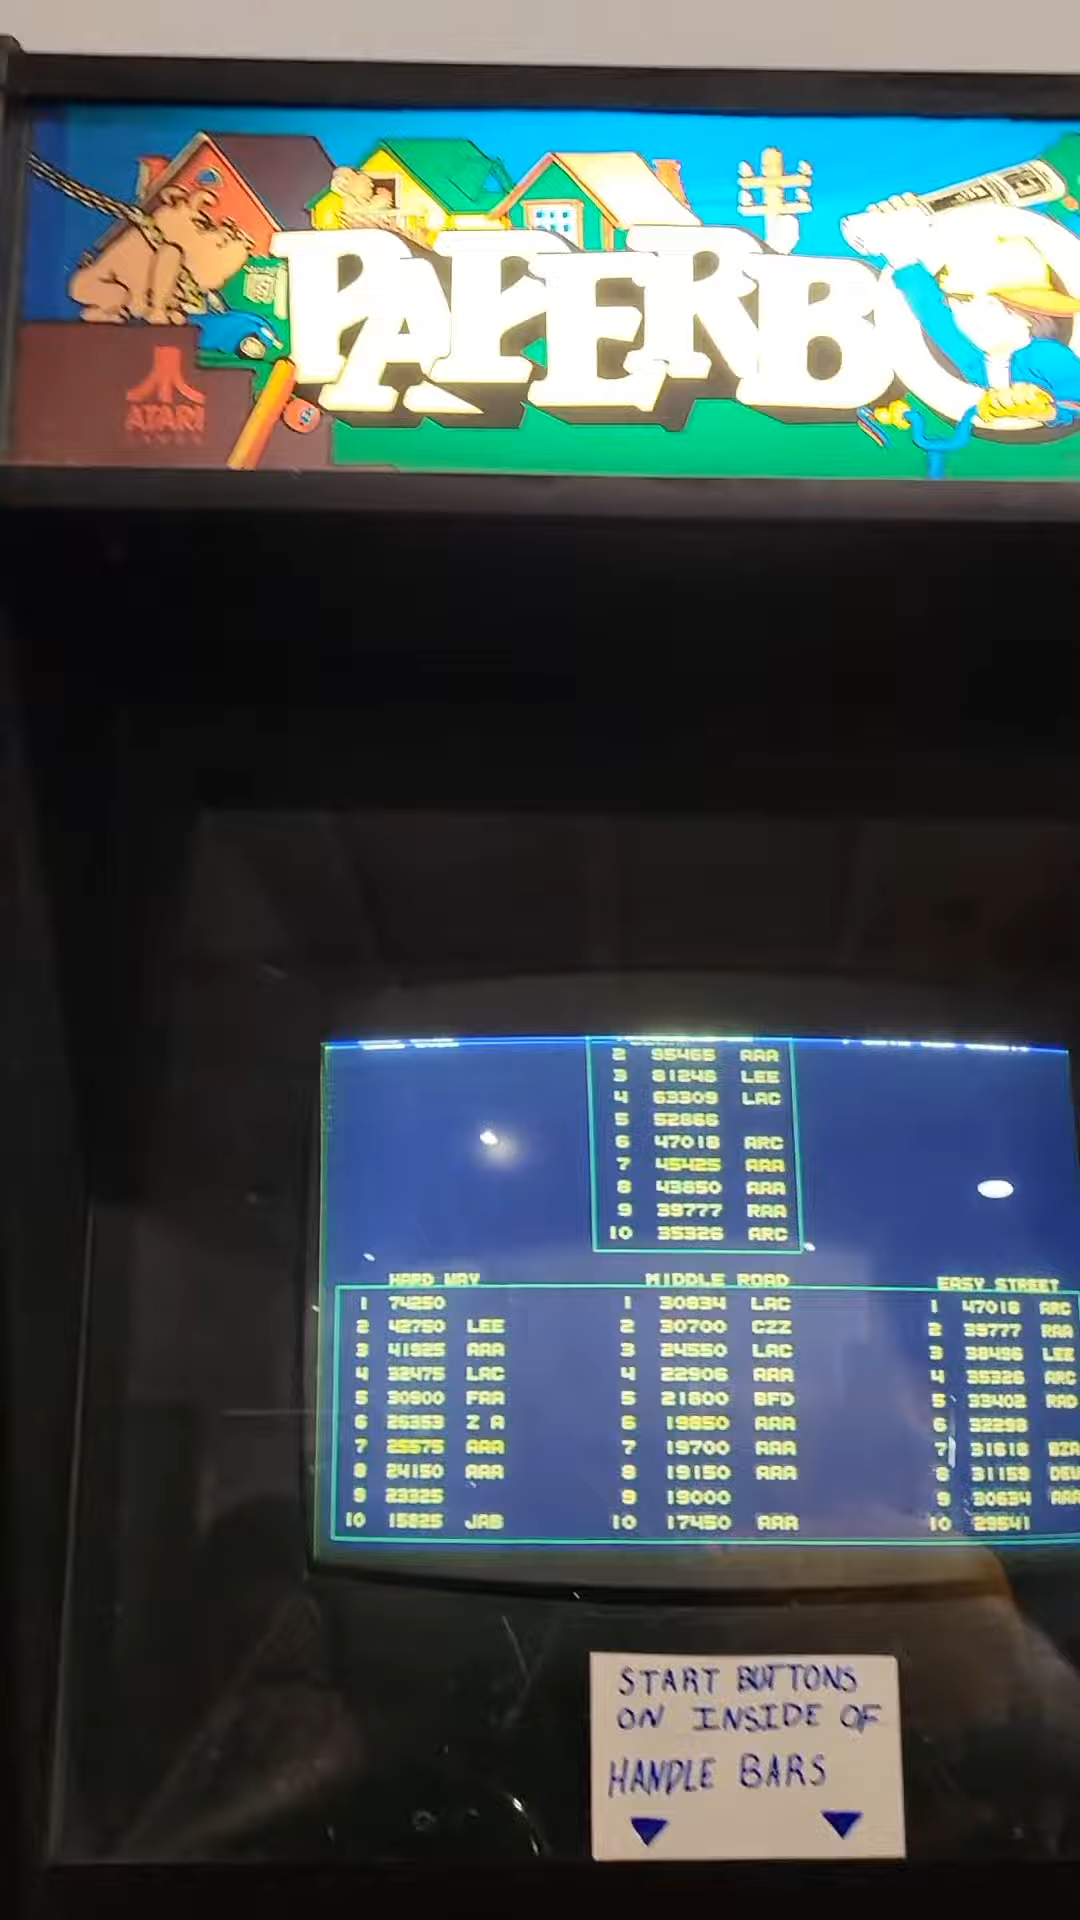 PAPERBO
ATARI
2 95465 AAA
3 81246 LEE
4 63309 LAC
5 52866
6 47018 ARC
7 45425 AAA
8 43850 AAA
9 39777 RAA
10 35326 ARC
HARD WAY
1 74250
2 42750 LEE
3 41925 AAA
4 32475 LAC
5 30900 FAA
6 26353 Z A
7 25575 AAA
8 24150 AAA
9 23325
10 15825 JAB
MIDDLE ROAD
1 30834 LAC
2 30700 CZZ
3 24550 LAC
4 22906 AAA
5 21600 BFD
6 19850 AAA
7 19700 AAA
8 19150 AAA
9 19000
10 17450 AAA
EASY STREET
1 47018 ARC
2 39777 RAA
3 38496 LEE
4 35326 ARC
5 33402 RAD
6 32298
7 31618
8 31159
9 30634 AAA
10 29541
START BUTTONS
ON INSIDE OF
HANDLE BARS